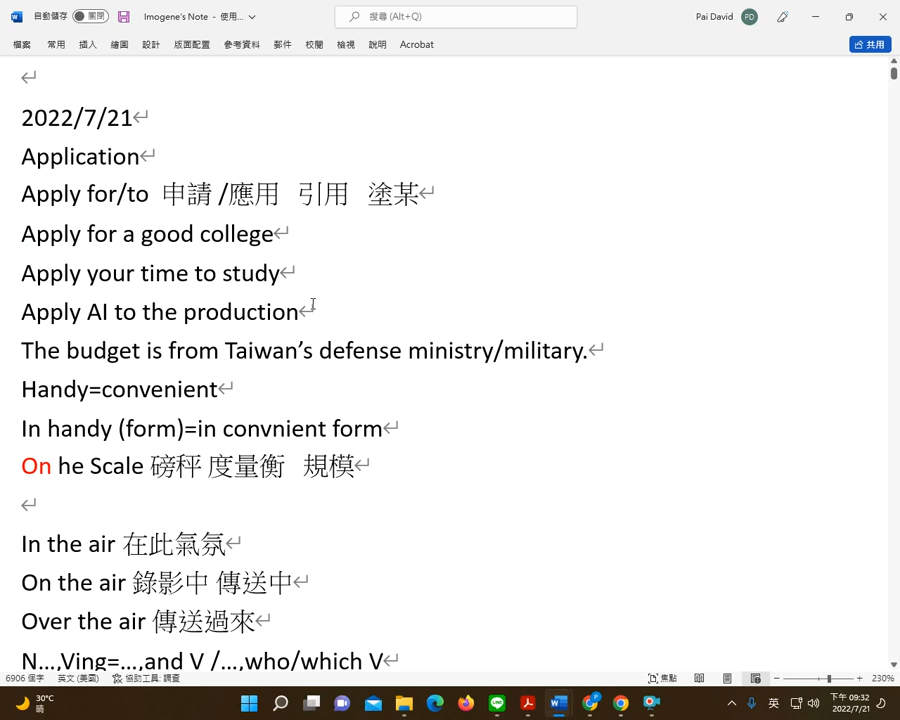 自動儲存 關閉 Imogene's Note - 使用... 搜尋 (Alt+Q) Pai David PD
檔案 常用 插入 繪圖 設計 版面配置 參考資料 郵件 校閱 檢視 說明 Acrobat 共用
2022/7/21
Application
Apply for/to 申請 /應用 引用 塗某
Apply for a good college
Apply your time to study
Apply AI to the production
The budget is from Taiwan's defense ministry/military.
Handy=convenient
In handy (form)=in convnient form
On he Scale 磅秤 度量衡 規模
In the air 在此氣氛
On the air 錄影中 傳送中
Over the air 傳送過來
N...,Ving=...,and V /...,who/which V
6906 個字 英文 (美國) 協助工具: 調查 焦點 230%
30°C
晴
英
下午 09:32
2022/7/21